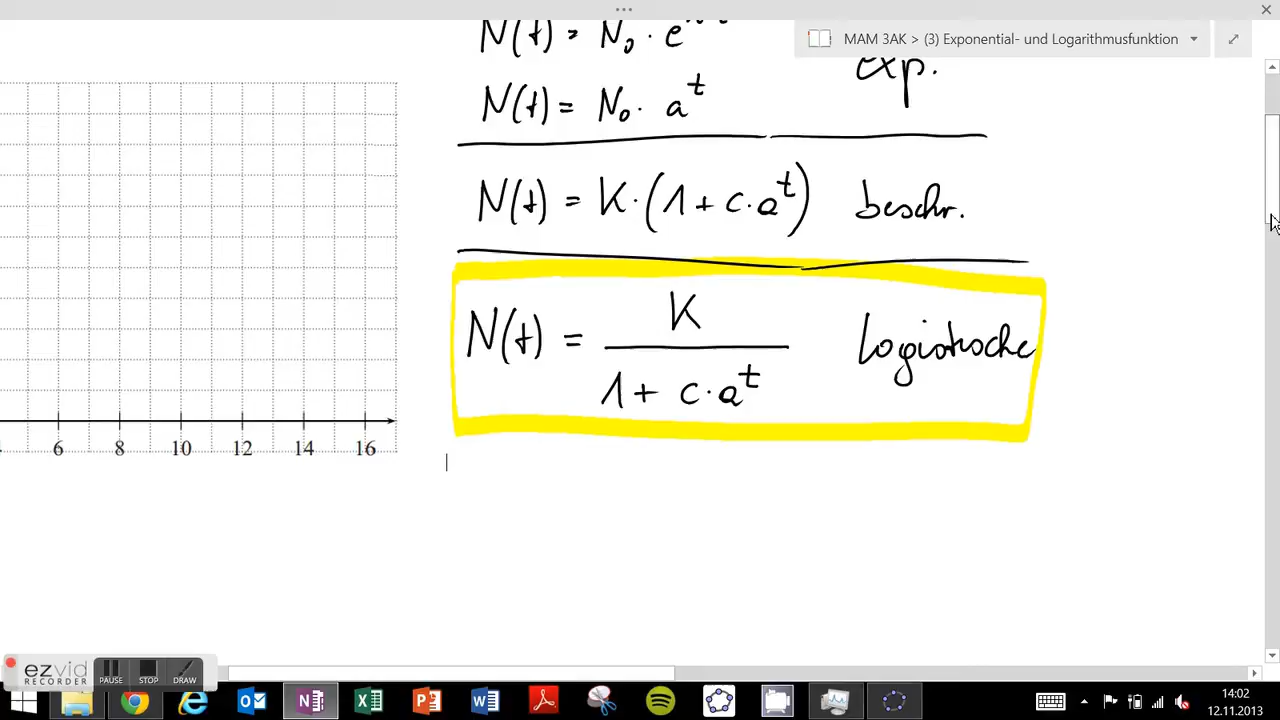 MAM 3AK > (3) Exponential- und Logarithmusfunktion
N(t) = N₀ · e
exp.
N(t) = N₀ · a^t
N(t) = K · (1 + c · a^t) beschr.
N(t) = K / (1 + c · a^t) Logistische
6 8 10 12 14 16
ezvid
RECORDER
PAUSE STOP DRAW
14:02
12.11.2013